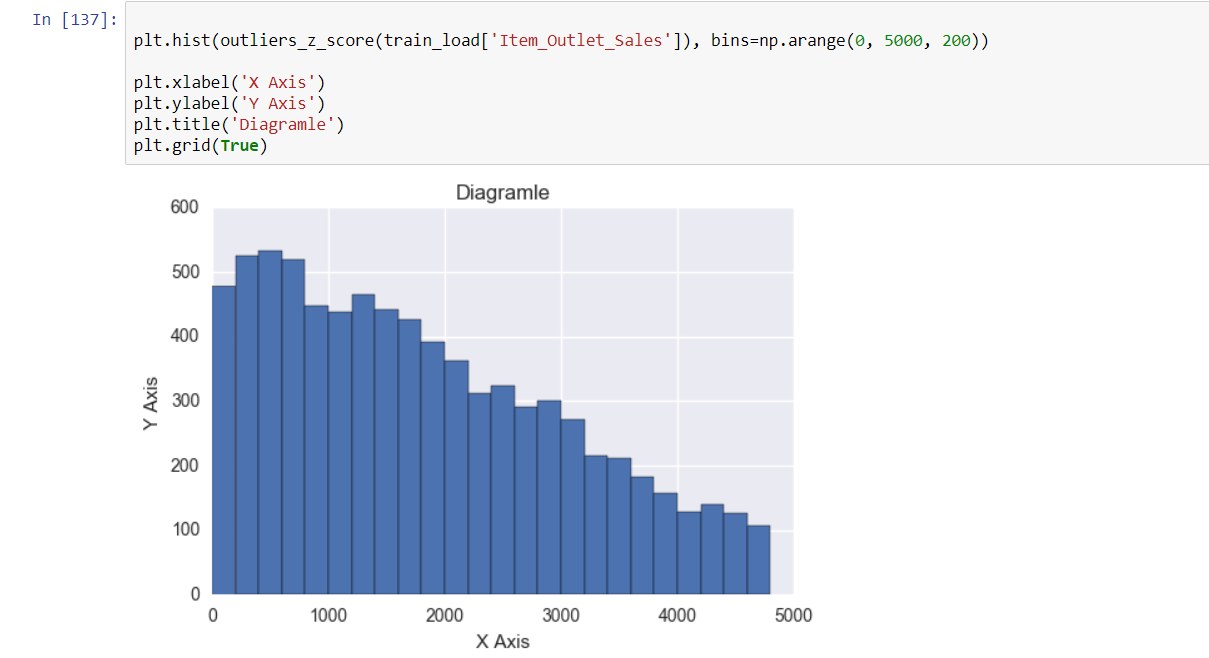 In [137]:
plt.hist(outliers_z_score(train_load['Item_Outlet_Sales']), bins=np.arange(0, 5000, 200))
plt.xlabel('X Axis')
plt.ylabel('Y Axis')
plt.title('Diagramle')
plt.grid(True)
Diagramle
600
500
400
300
200
100
0
Y Axis
0 1000 2000 3000 4000 5000
X Axis